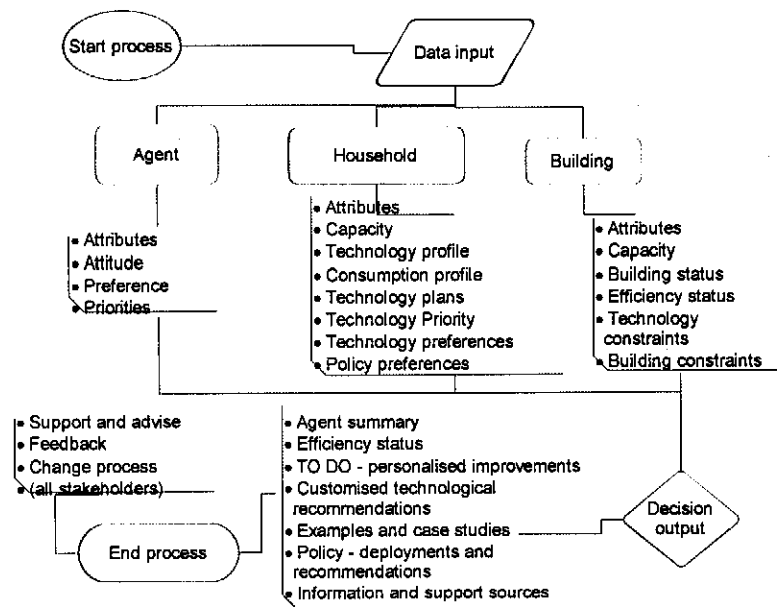 Start process
Data input
Agent
Household
Building
• Attributes
• Attitude
• Preference
• Priorities
• Attributes
• Capacity
• Technology profile
• Consumption profile
• Technology plans
• Technology Priority
• Technology preferences
• Policy preferences
• Attributes
• Capacity
• Building status
• Efficiency status
• Technology
constraints
• Building constraints
• Support and advise
• Feedback
• Change process
• (all stakeholders)
End process
• Agent summary
• Efficiency status
• TO DO - personalised improvements
• Customised technological
recommendations
• Examples and case studies
• Policy - deployments and
recommendations
• Information and support sources
Decision
output